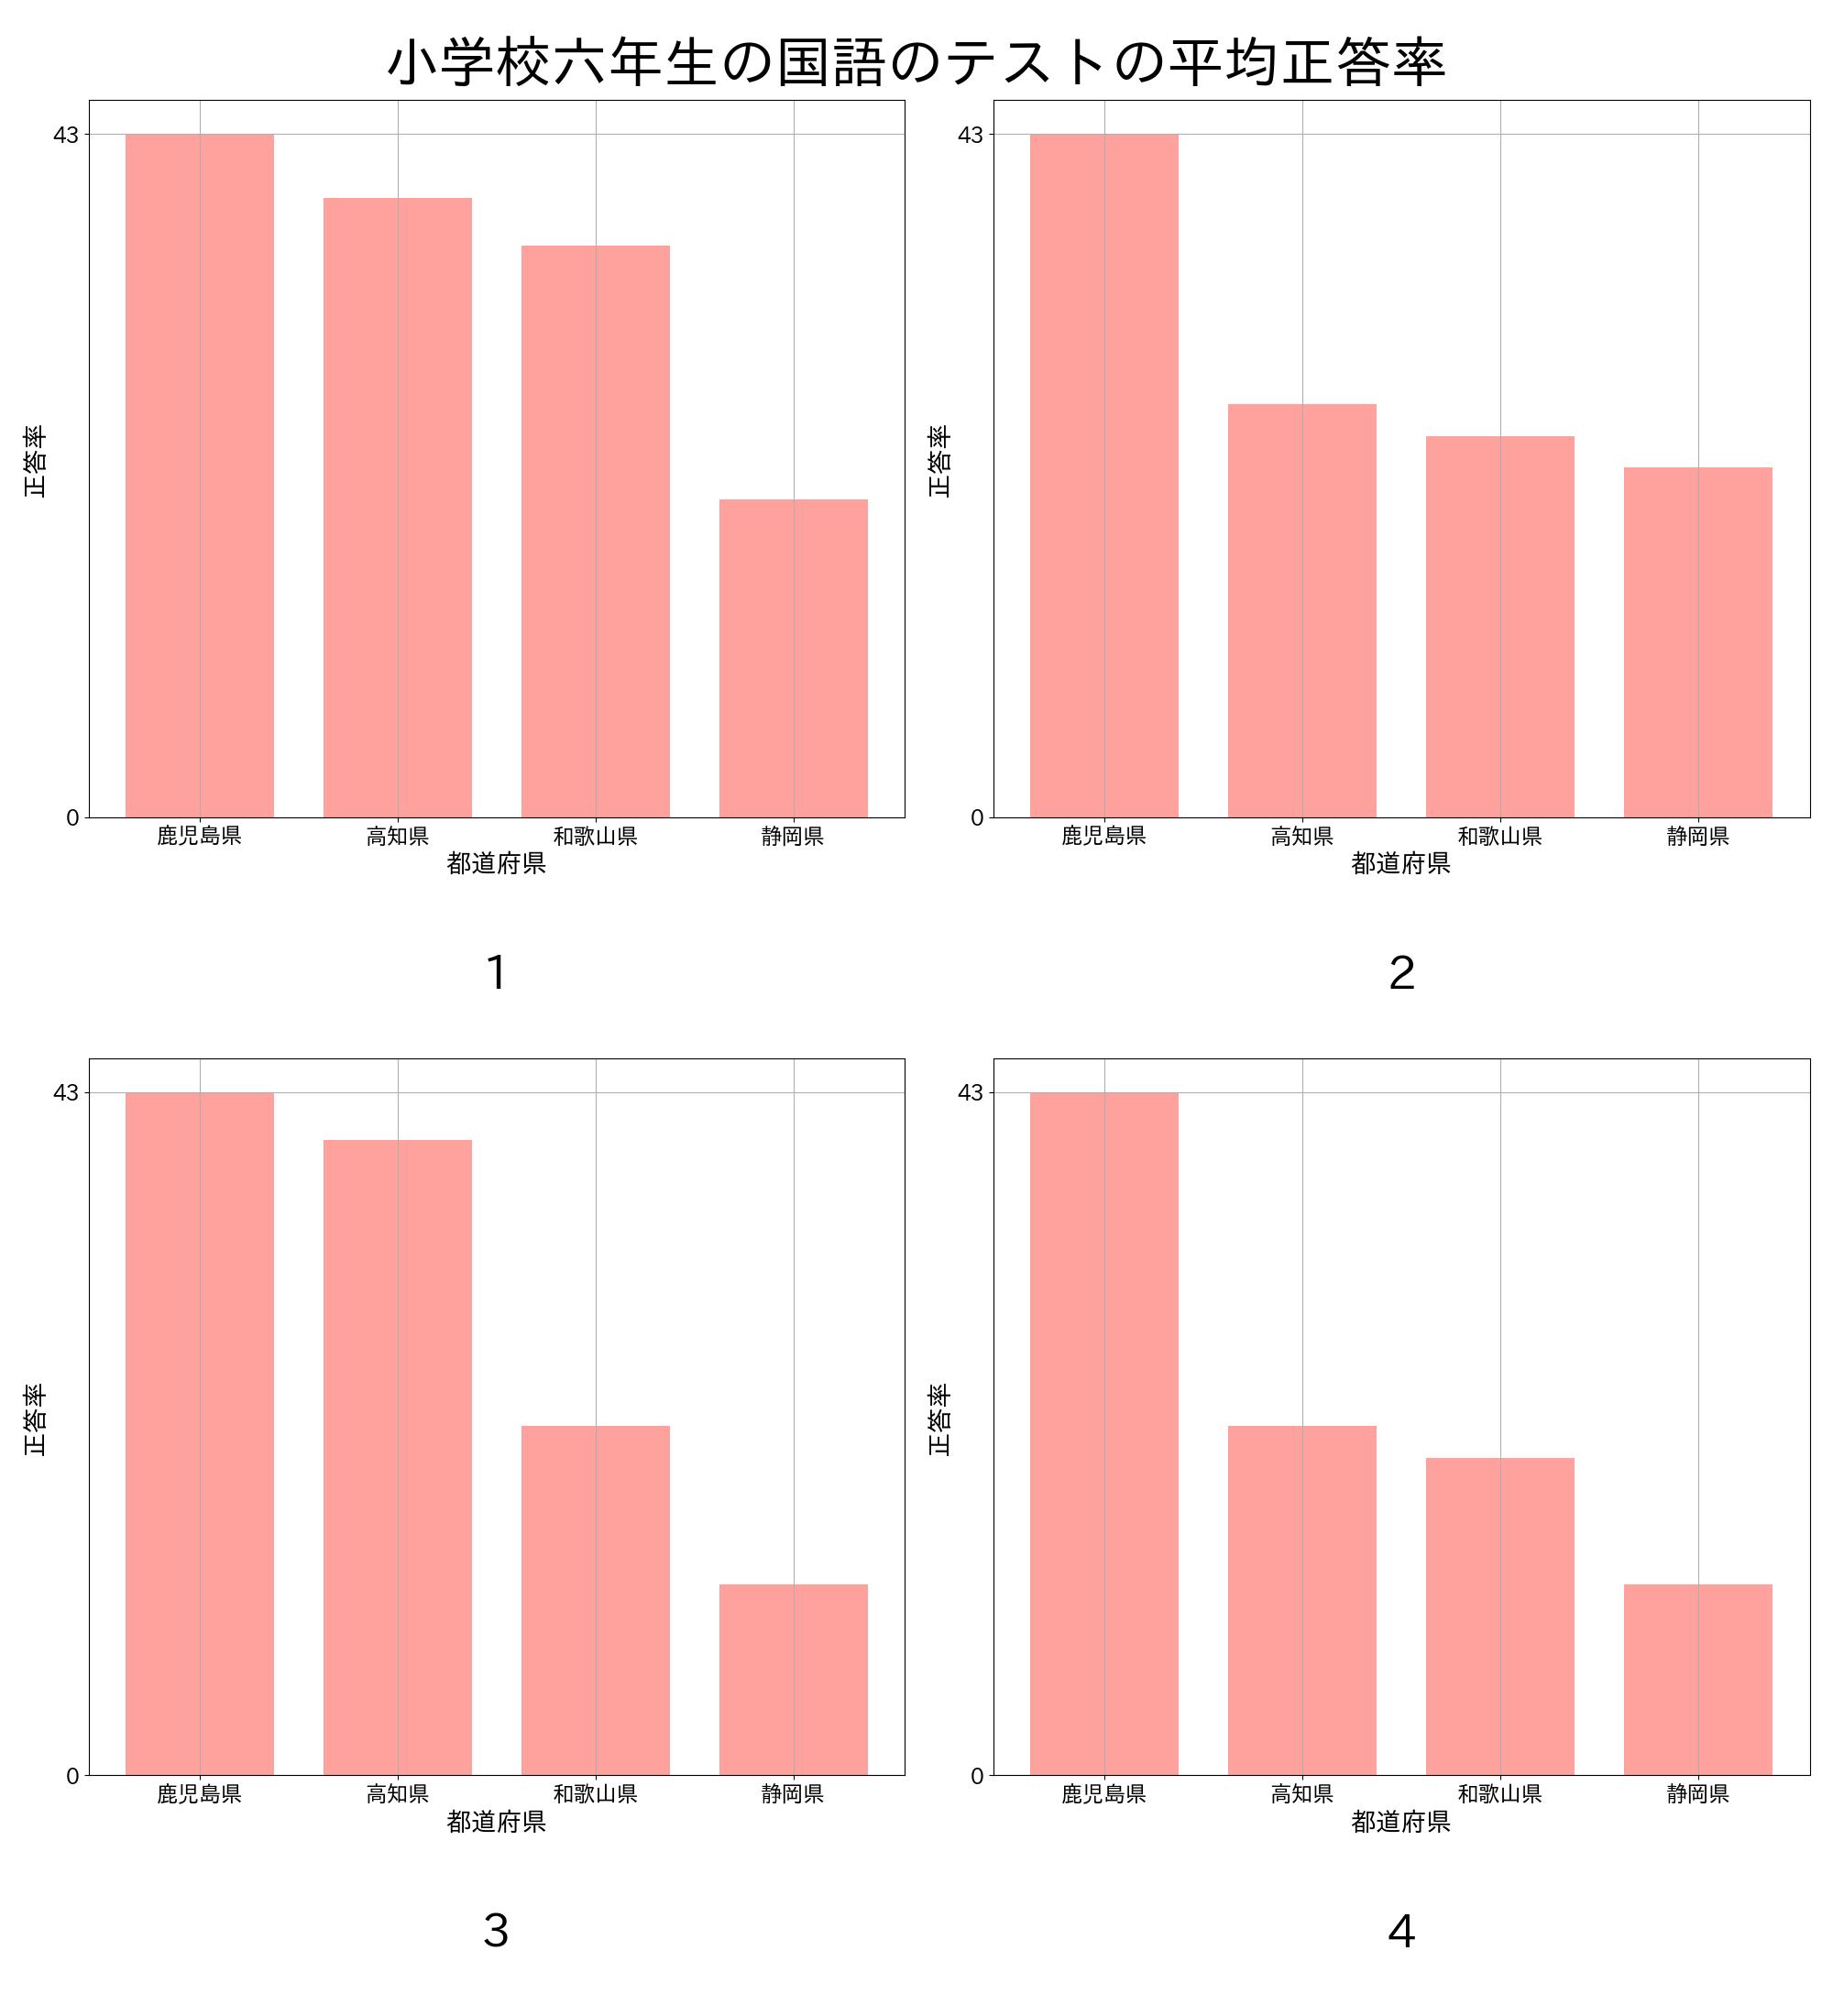 小学校六年生の国語のテストの平均正答率
43
正答率
0
鹿児島県 高知県 和歌山県 静岡県
都道府県
1
43
正答率
0
鹿児島県 高知県 和歌山県 静岡県
都道府県
2
43
正答率
0
鹿児島県 高知県 和歌山県 静岡県
都道府県
3
43
正答率
0
鹿児島県 高知県 和歌山県 静岡県
都道府県
4